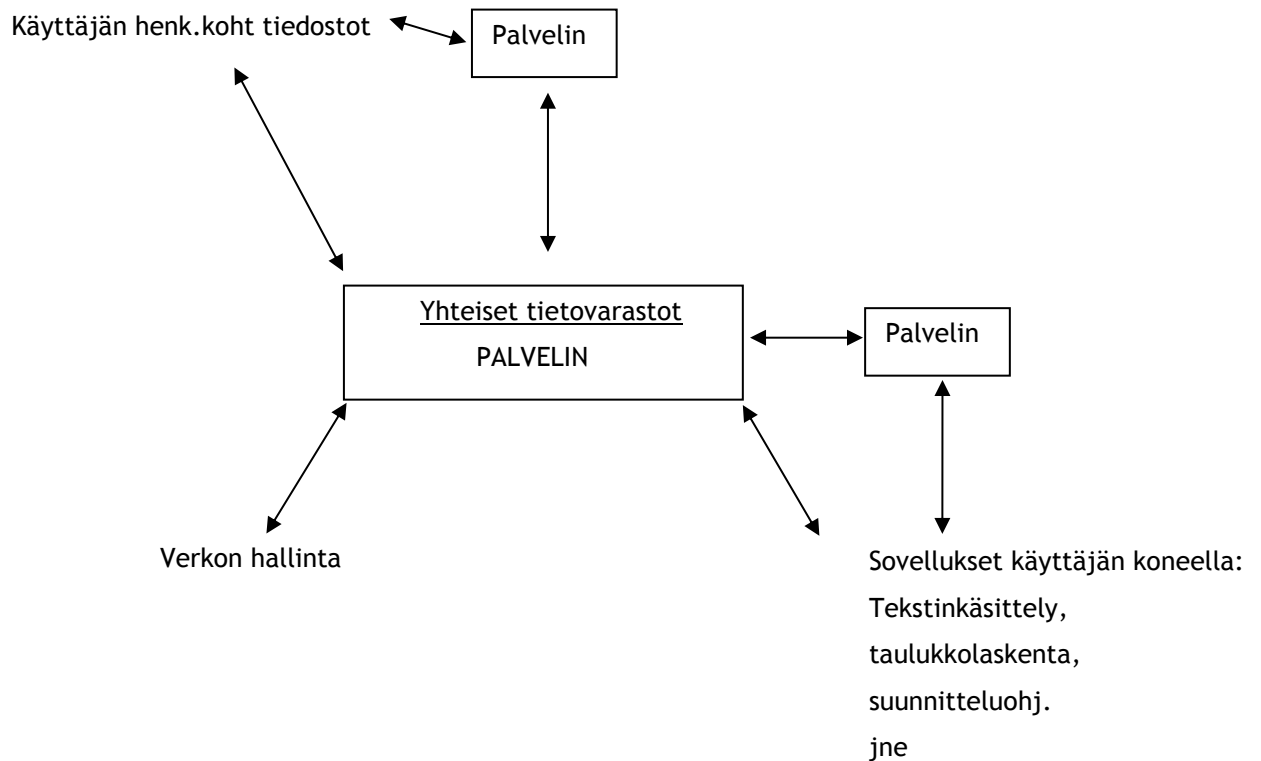 Käyttäjän henk.koht tiedostot
Palvelin
Yhteiset tietovarastot
PALVELIN
Palvelin
Verkon hallinta
Sovellukset käyttäjän koneella:
Tekstinkäsittely,
taulukkolaskenta,
suunnitteluohj.
jne